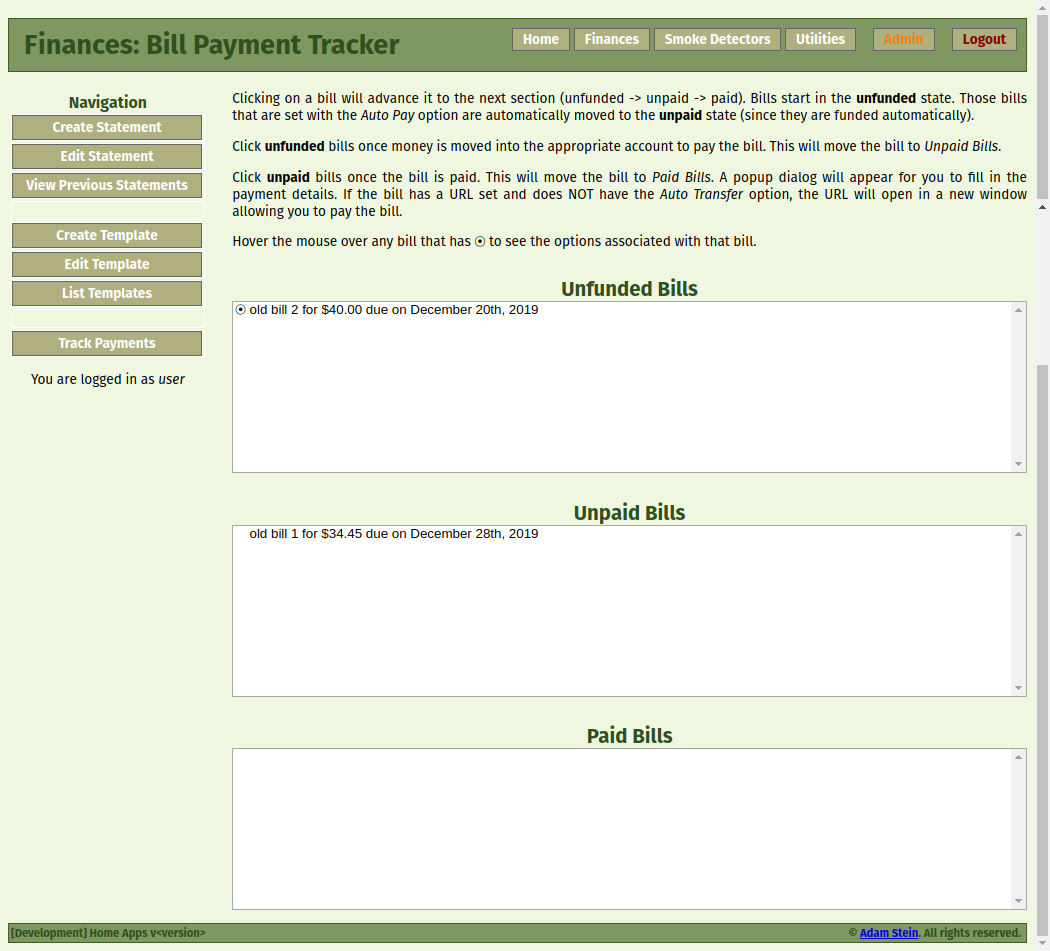 Finances: Bill Payment Tracker
Home Finances Smoke Detectors Utilities Admin Logout
Navigation
Create Statement
Edit Statement
View Previous Statements
Create Template
Edit Template
List Templates
Track Payments
You are logged in as user
Clicking on a bill will advance it to the next section (unfunded -> unpaid -> paid). Bills start in the unfunded state. Those bills
that are set with the Auto Pay option are automatically moved to the unpaid state (since they are funded automatically).
Click unfunded bills once money is moved into the appropriate account to pay the bill. This will move the bill to Unpaid Bills.
Click unpaid bills once the bill is paid. This will move the bill to Paid Bills. A popup dialog will appear for you to fill in the
payment details. If the bill has a URL set and does NOT have the Auto Transfer option, the URL will open in a new window
allowing you to pay the bill.
Hover the mouse over any bill that has ⦿ to see the options associated with that bill.
Unfunded Bills
⦿ old bill 2 for $40.00 due on December 20th, 2019
Unpaid Bills
old bill 1 for $34.45 due on December 28th, 2019
Paid Bills
[Development] Home Apps v<version>
© Adam Stein. All rights reserved.